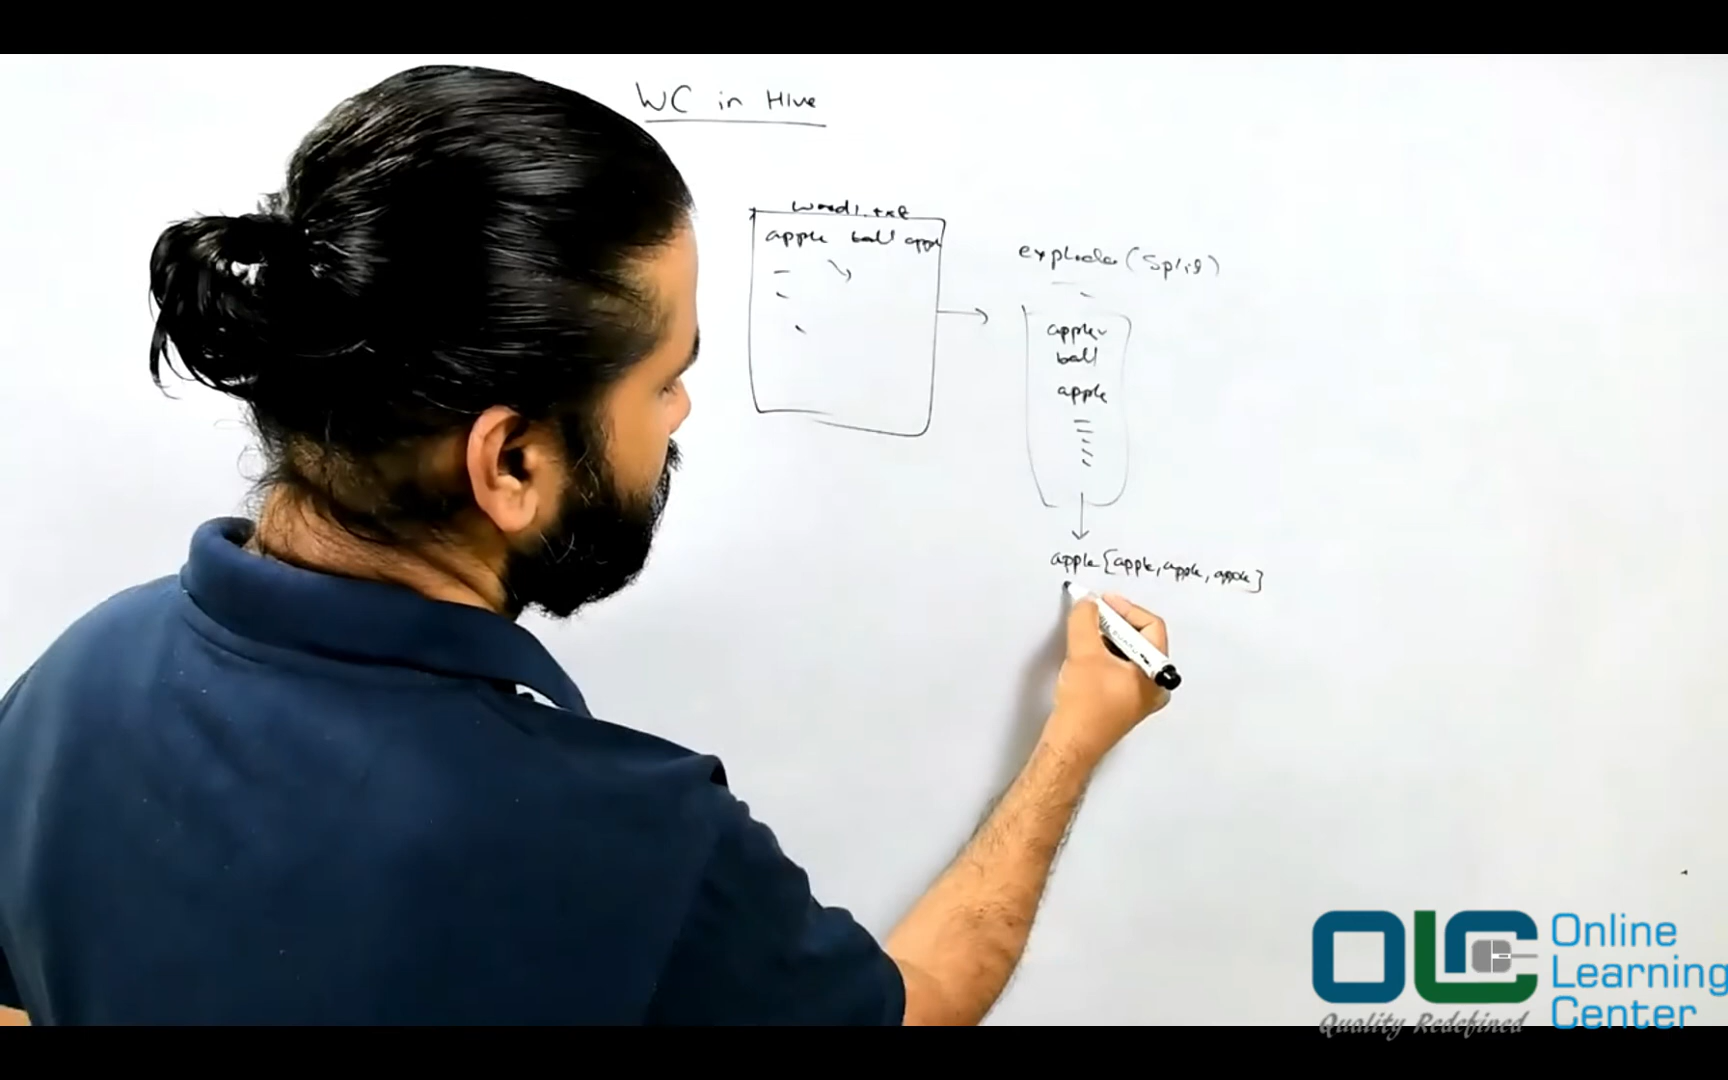 WC in Hive
word1.txt
apple ball apple
explode(split)
apple
ball
apple
apple {apple, apple, apple}
OLC
Online
Learning
Center
Quality Redefined